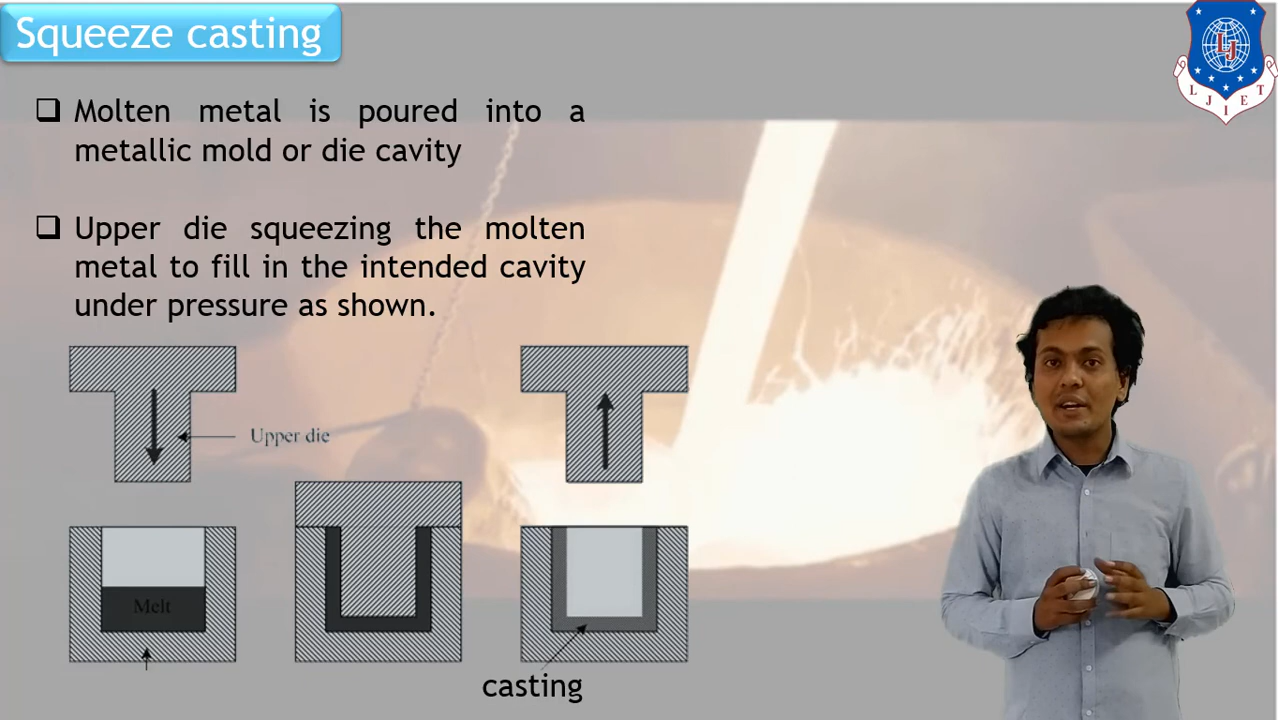 Squeeze casting
LJ
L J I E T
❑ Molten metal is poured into a
metallic mold or die cavity
❑ Upper die squeezing the molten
metal to fill in the intended cavity
under pressure as shown.
Upper die
Melt
casting